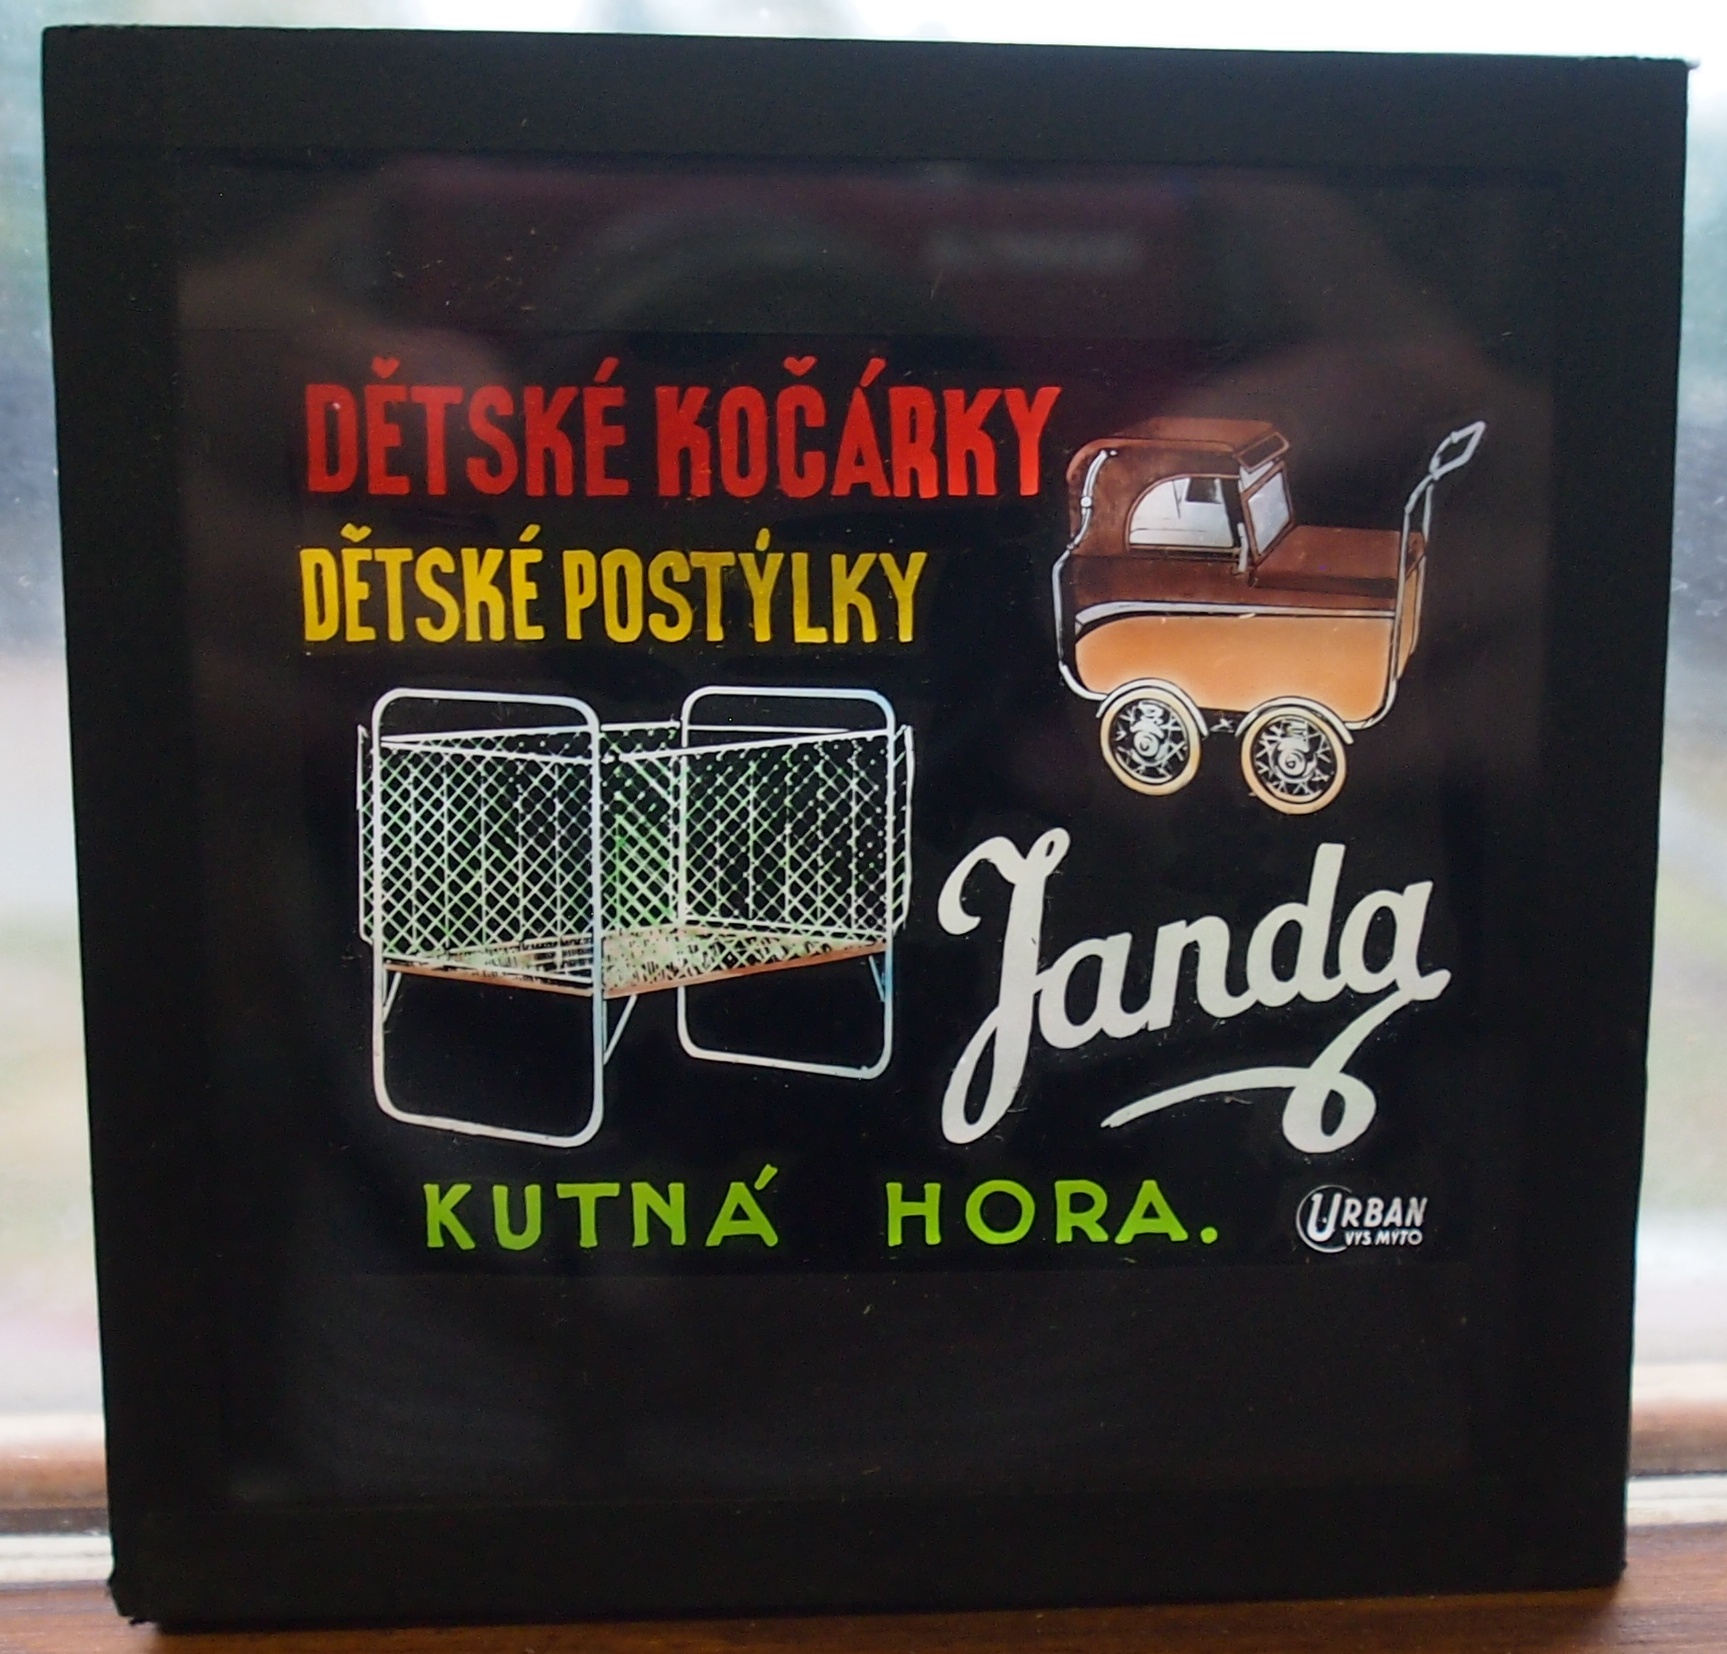 DĚTSKÉ KOČÁRKY
DĚTSKÉ POSTÝLKY
Janda
KUTNÁ HORA.
URBAN
VYS. MÝTO